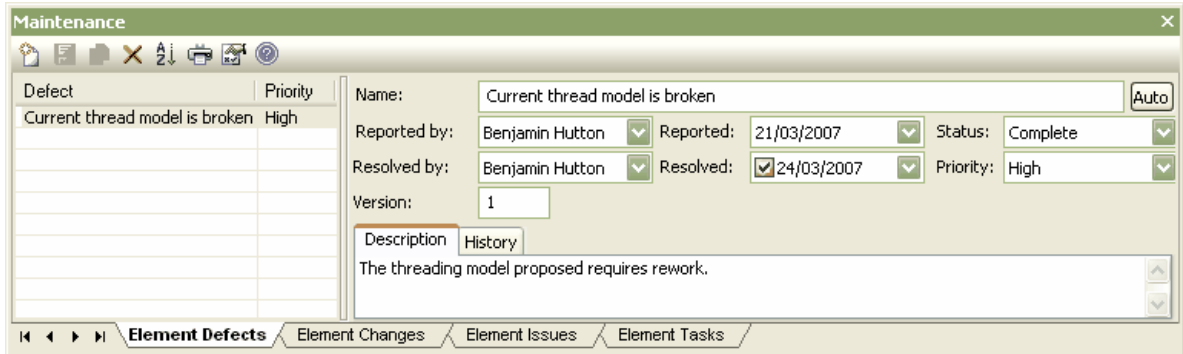 Maintenance
Defect Priority
Current thread model is broken High
Name: Current thread model is broken Auto
Reported by: Benjamin Hutton Reported: 21/03/2007 Status: Complete
Resolved by: Benjamin Hutton Resolved: 24/03/2007 Priority: High
Version: 1
Description History
The threading model proposed requires rework.
Element Defects Element Changes Element Issues Element Tasks